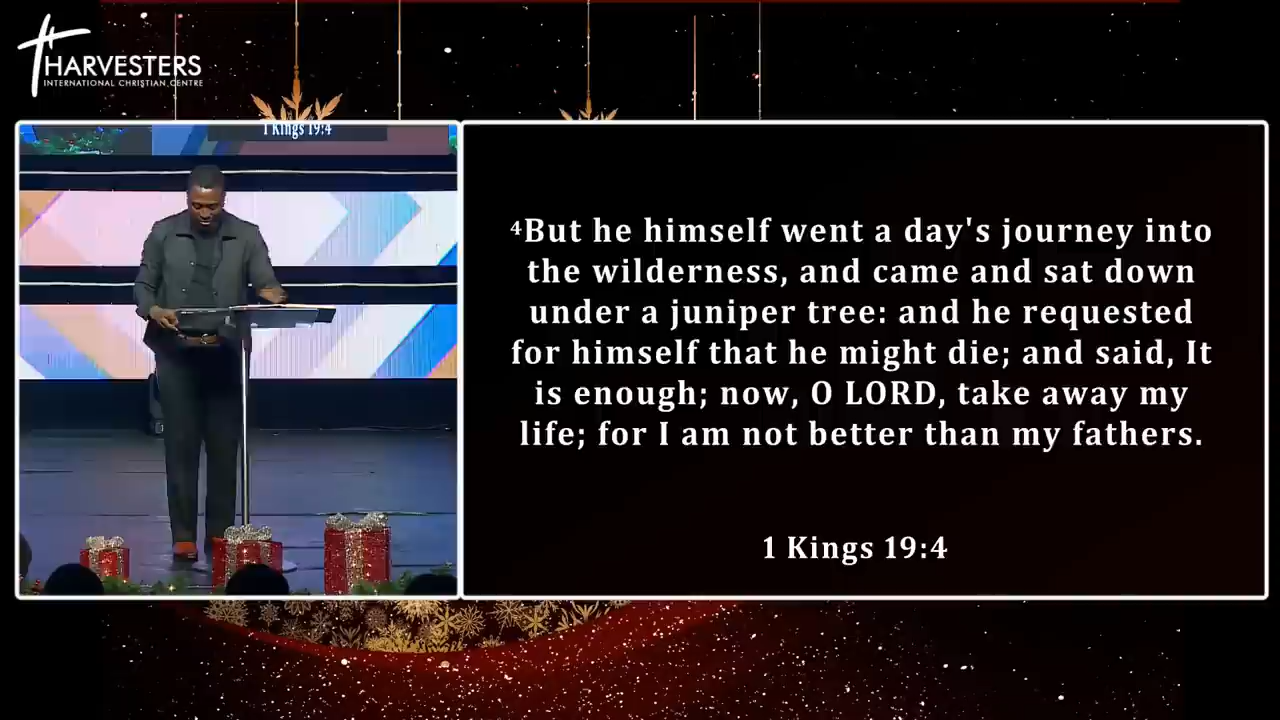 HARVESTERS
INTERNATIONAL CHRISTIAN CENTRE
1 Kings 19:4
⁴But he himself went a day's journey into
the wilderness, and came and sat down
under a juniper tree: and he requested
for himself that he might die; and said, It
is enough; now, O LORD, take away my
life; for I am not better than my fathers.
1 Kings 19:4